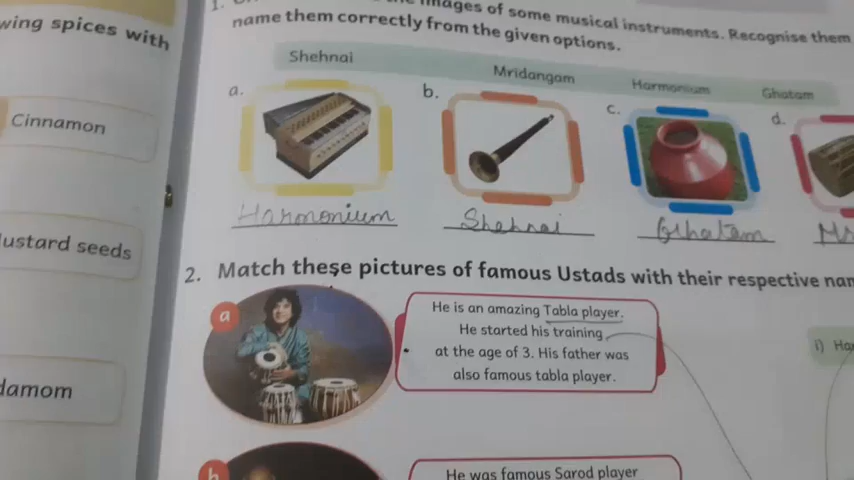 wing spices with
Cinnamon
ustard seeds
damom
1.
images of some musical instruments. Recognise them
name them correctly from the given options.
Shehnai
Mridangam
Harmonium
Ghatam
a.
b.
c.
d.
Harmonium
Shehnai
Ghatam
2. Match these pictures of famous Ustads with their respective
a
He is an amazing Tabla player.
He started his training
at the age of 3. His father was
also famous tabla player.
i) Ha
b
He was famous Sarod player